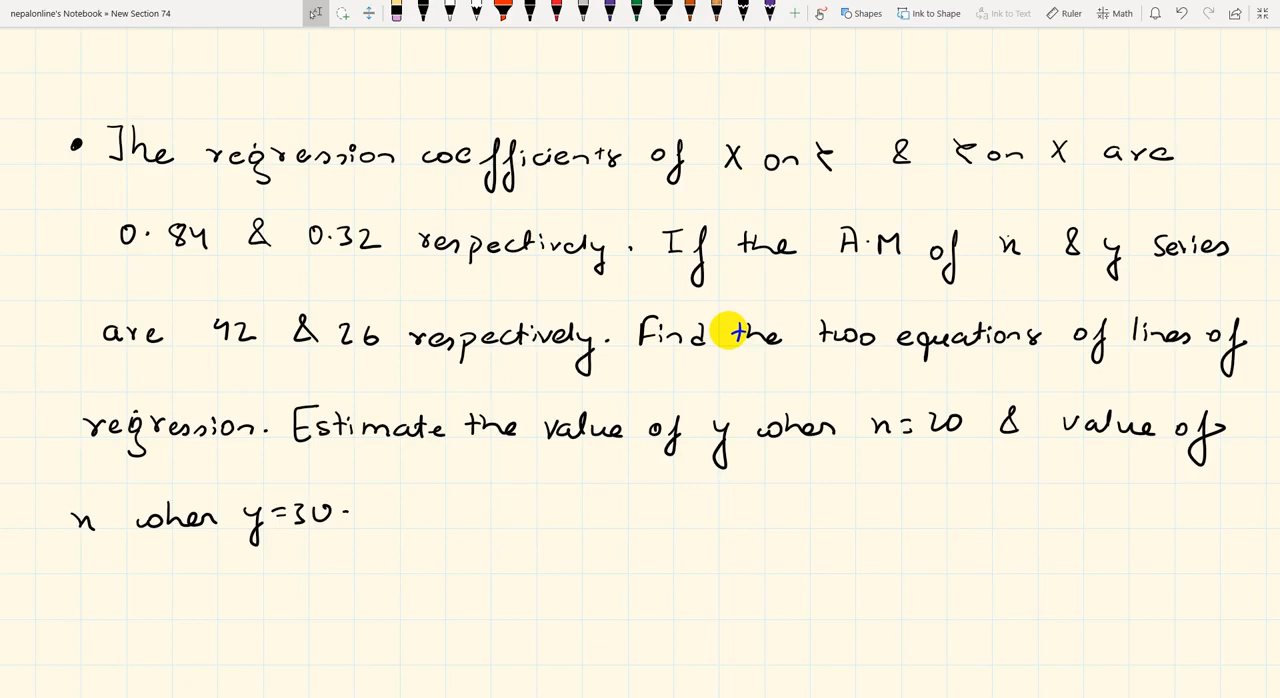 nepalonline's Notebook » New Section 74
Shapes Ink to Shape Ink to Text Ruler Math
• The regression coefficients of X on Y & Y on X are
0.84 & 0.32 respectively. If the A.M of x & y series
are 42 & 26 respectively. Find the two equations of lines of
regression. Estimate the value of y when x=20 & value of
x when y=30.